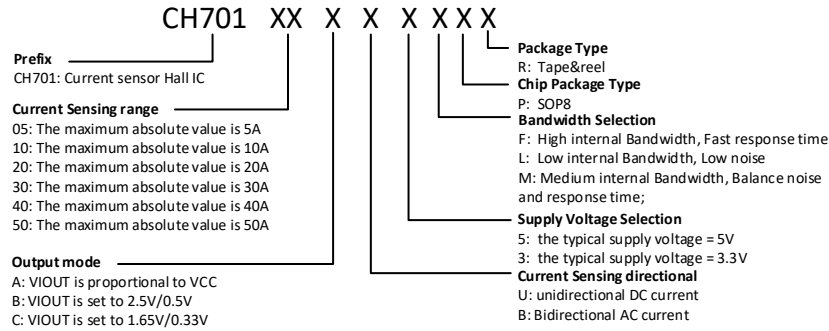 CH701 XX X X X X X X
Prefix
CH701: Current sensor Hall IC
Current Sensing range
05: The maximum absolute value is 5A
10: The maximum absolute value is 10A
20: The maximum absolute value is 20A
30: The maximum absolute value is 30A
40: The maximum absolute value is 40A
50: The maximum absolute value is 50A
Output mode
A: VIOUT is proportional to VCC
B: VIOUT is set to 2.5V/0.5V
C: VIOUT is set to 1.65V/0.33V
Package Type
R: Tape&reel
Chip Package Type
P: SOP8
Bandwidth Selection
F: High internal Bandwidth, Fast response time
L: Low internal Bandwidth, Low noise
M: Medium internal Bandwidth, Balance noise
and response time;
Supply Voltage Selection
5: the typical supply voltage = 5V
3: the typical supply voltage = 3.3V
Current Sensing directional
U: unidirectional DC current
B: Bidirectional AC current